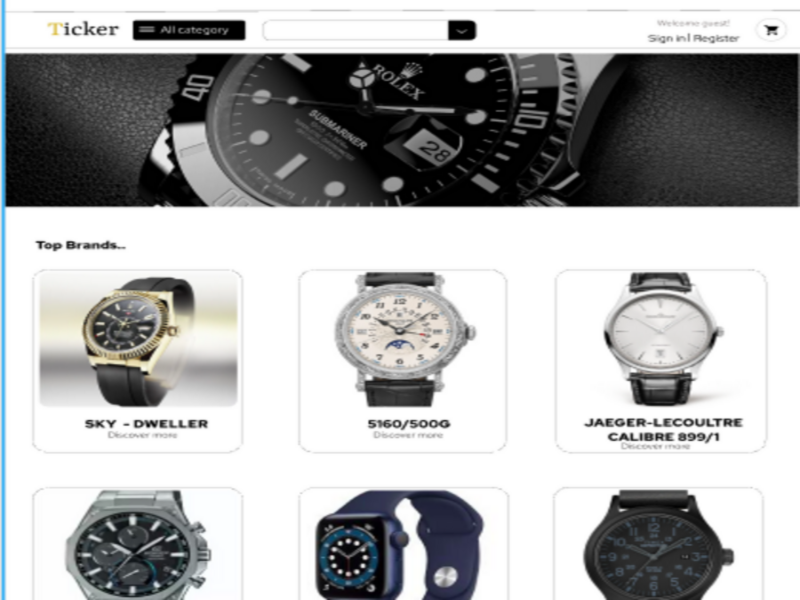 Ticker
All category
Welcome guest!
Sign in| Register
40
ROLEX
SUBMARINER
28
Top Brands..
SKY - DWELLER
Discover more
5160/500G
Discover more
JAEGER-LECOULTRE
CALIBRE 899/1
Discover more